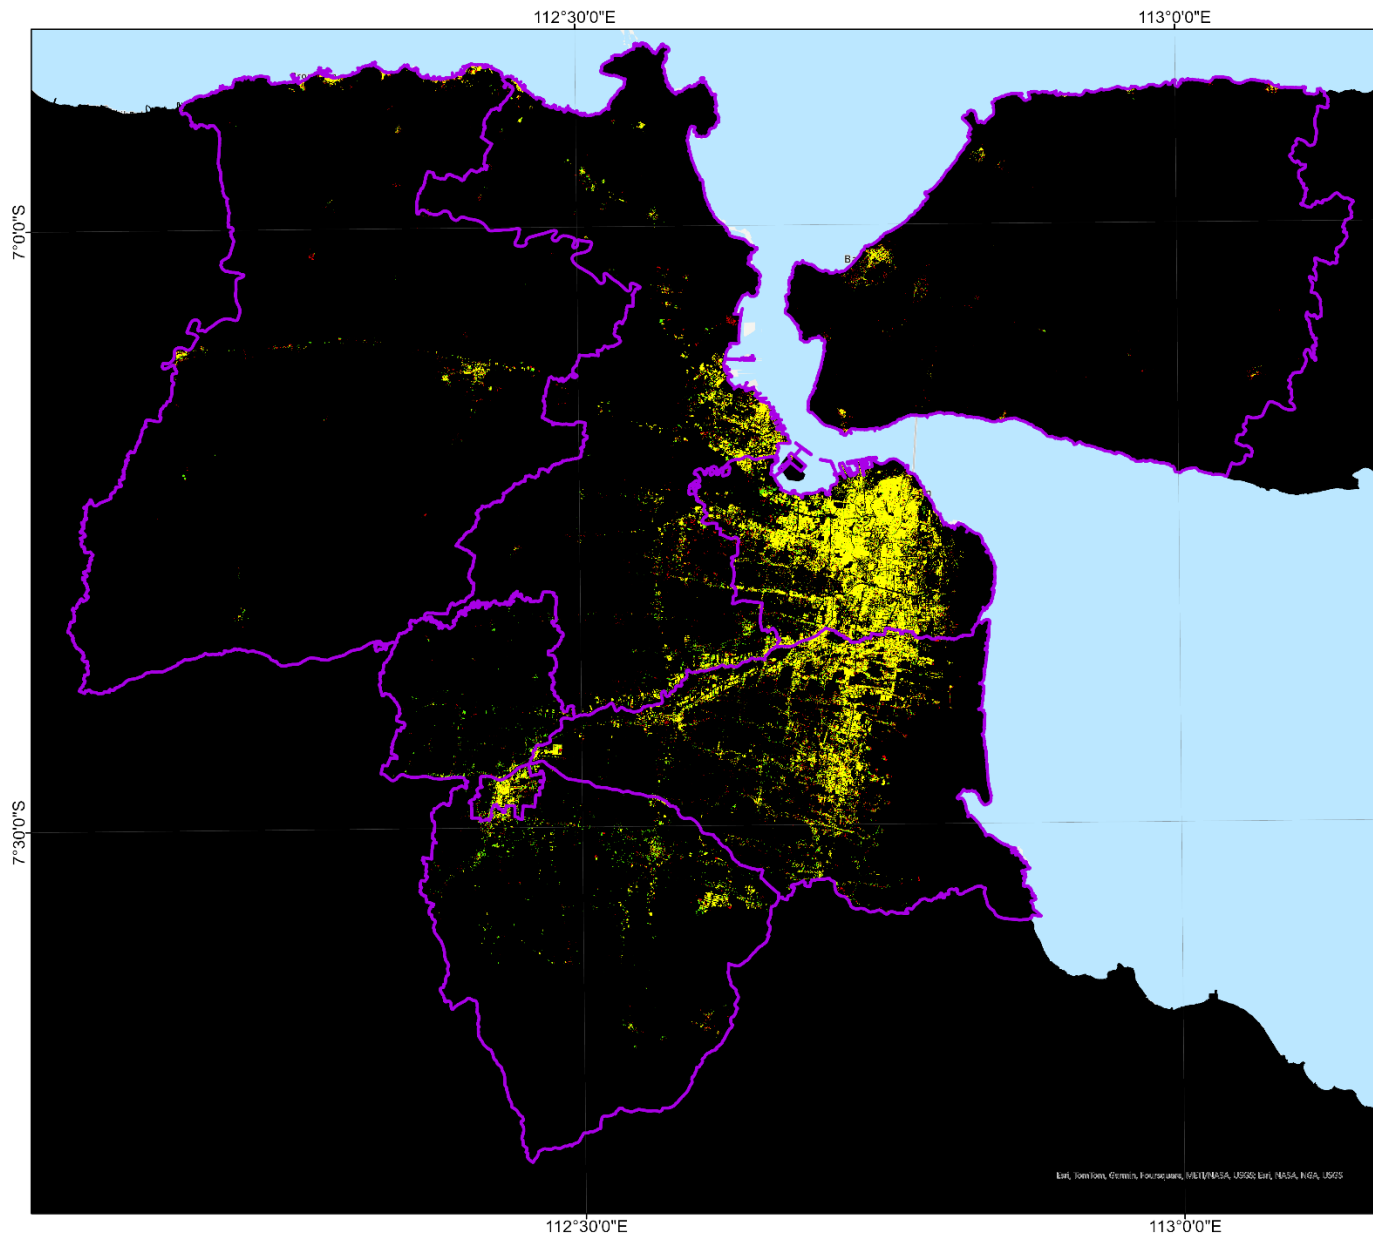 112°30'0"E
113°0'0"E
7°0'0"S
7°30'0"S
Esri, TomTom, Garmin, Foursquare, METI/NASA, USGS; Esri, NASA, NGA, USGS
112°30'0"E
113°0'0"E